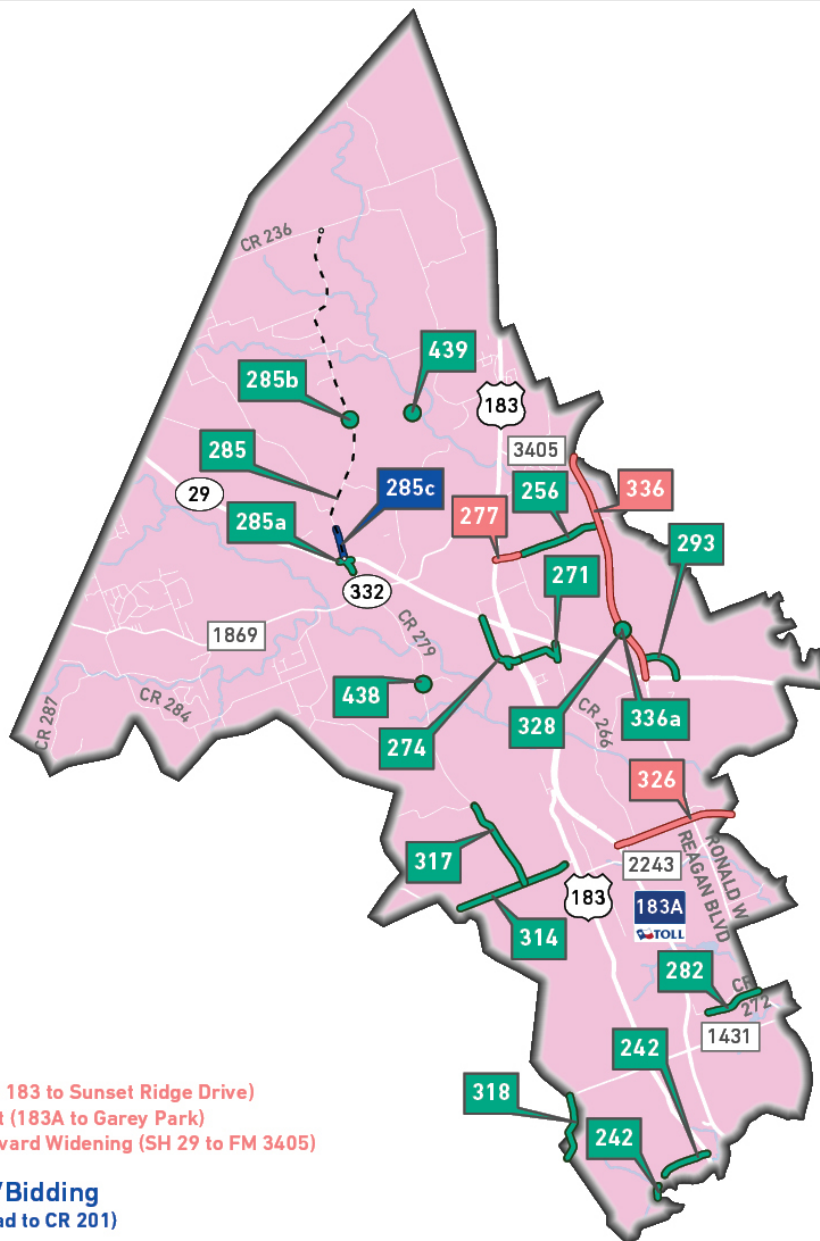 CR 236
439
285b
183
285
3405
336
29
285c
256
277
285a
293
271
332
1869
CR 279
438
CR 284
CR 287
274
328
CR 266
336a
326
317
2243
RONALD W
REAGAN BLVD
183
183A
TOLL
314
282
CR
272
1431
242
318
242
183 to Sunset Ridge Drive)
(183A to Garey Park)
Widening (SH 29 to FM 3405)
/Bidding
to CR 201)